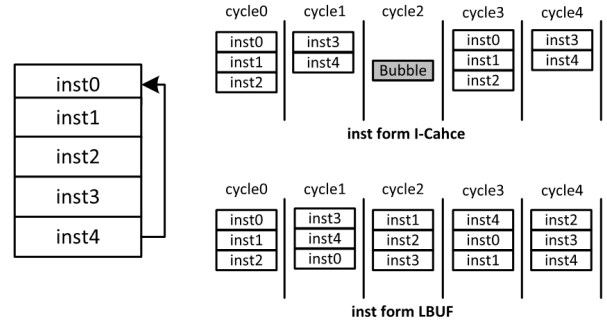 inst0
inst1
inst2
inst3
inst4
cycle0 cycle1 cycle2 cycle3 cycle4
inst0 inst3 inst0 inst3
inst1 inst4 Bubble inst1 inst4
inst2 inst2
inst form I-Cahce
cycle0 cycle1 cycle2 cycle3 cycle4
inst0 inst3 inst1 inst4 inst2
inst1 inst4 inst2 inst0 inst3
inst2 inst0 inst3 inst1 inst4
inst form LBUF